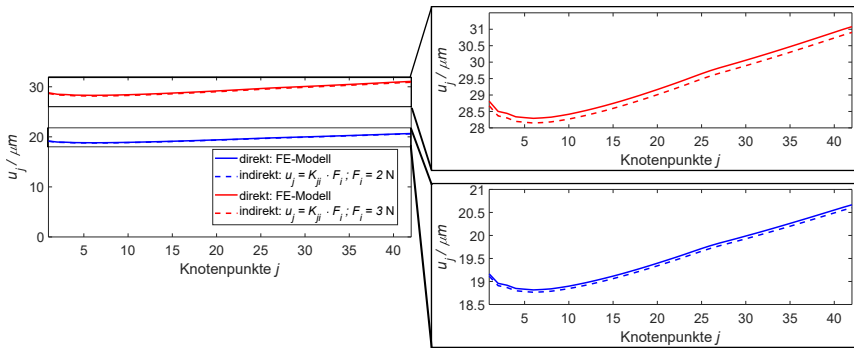 30
20
10
0
u_j / μm
5 10 15 20 25 30 35 40
Knotenpunkte j
direkt: FE-Modell
indirekt: u_j = K_ji · F_i ; F_i = 2 N
direkt: FE-Modell
indirekt: u_j = K_ji · F_i ; F_i = 3 N
31
30.5
30
29.5
29
28.5
28
u_j / μm
5 10 15 20 25 30 35 40
Knotenpunkte j
21
20.5
20
19.5
19
18.5
u_j / μm
5 10 15 20 25 30 35 40
Knotenpunkte j